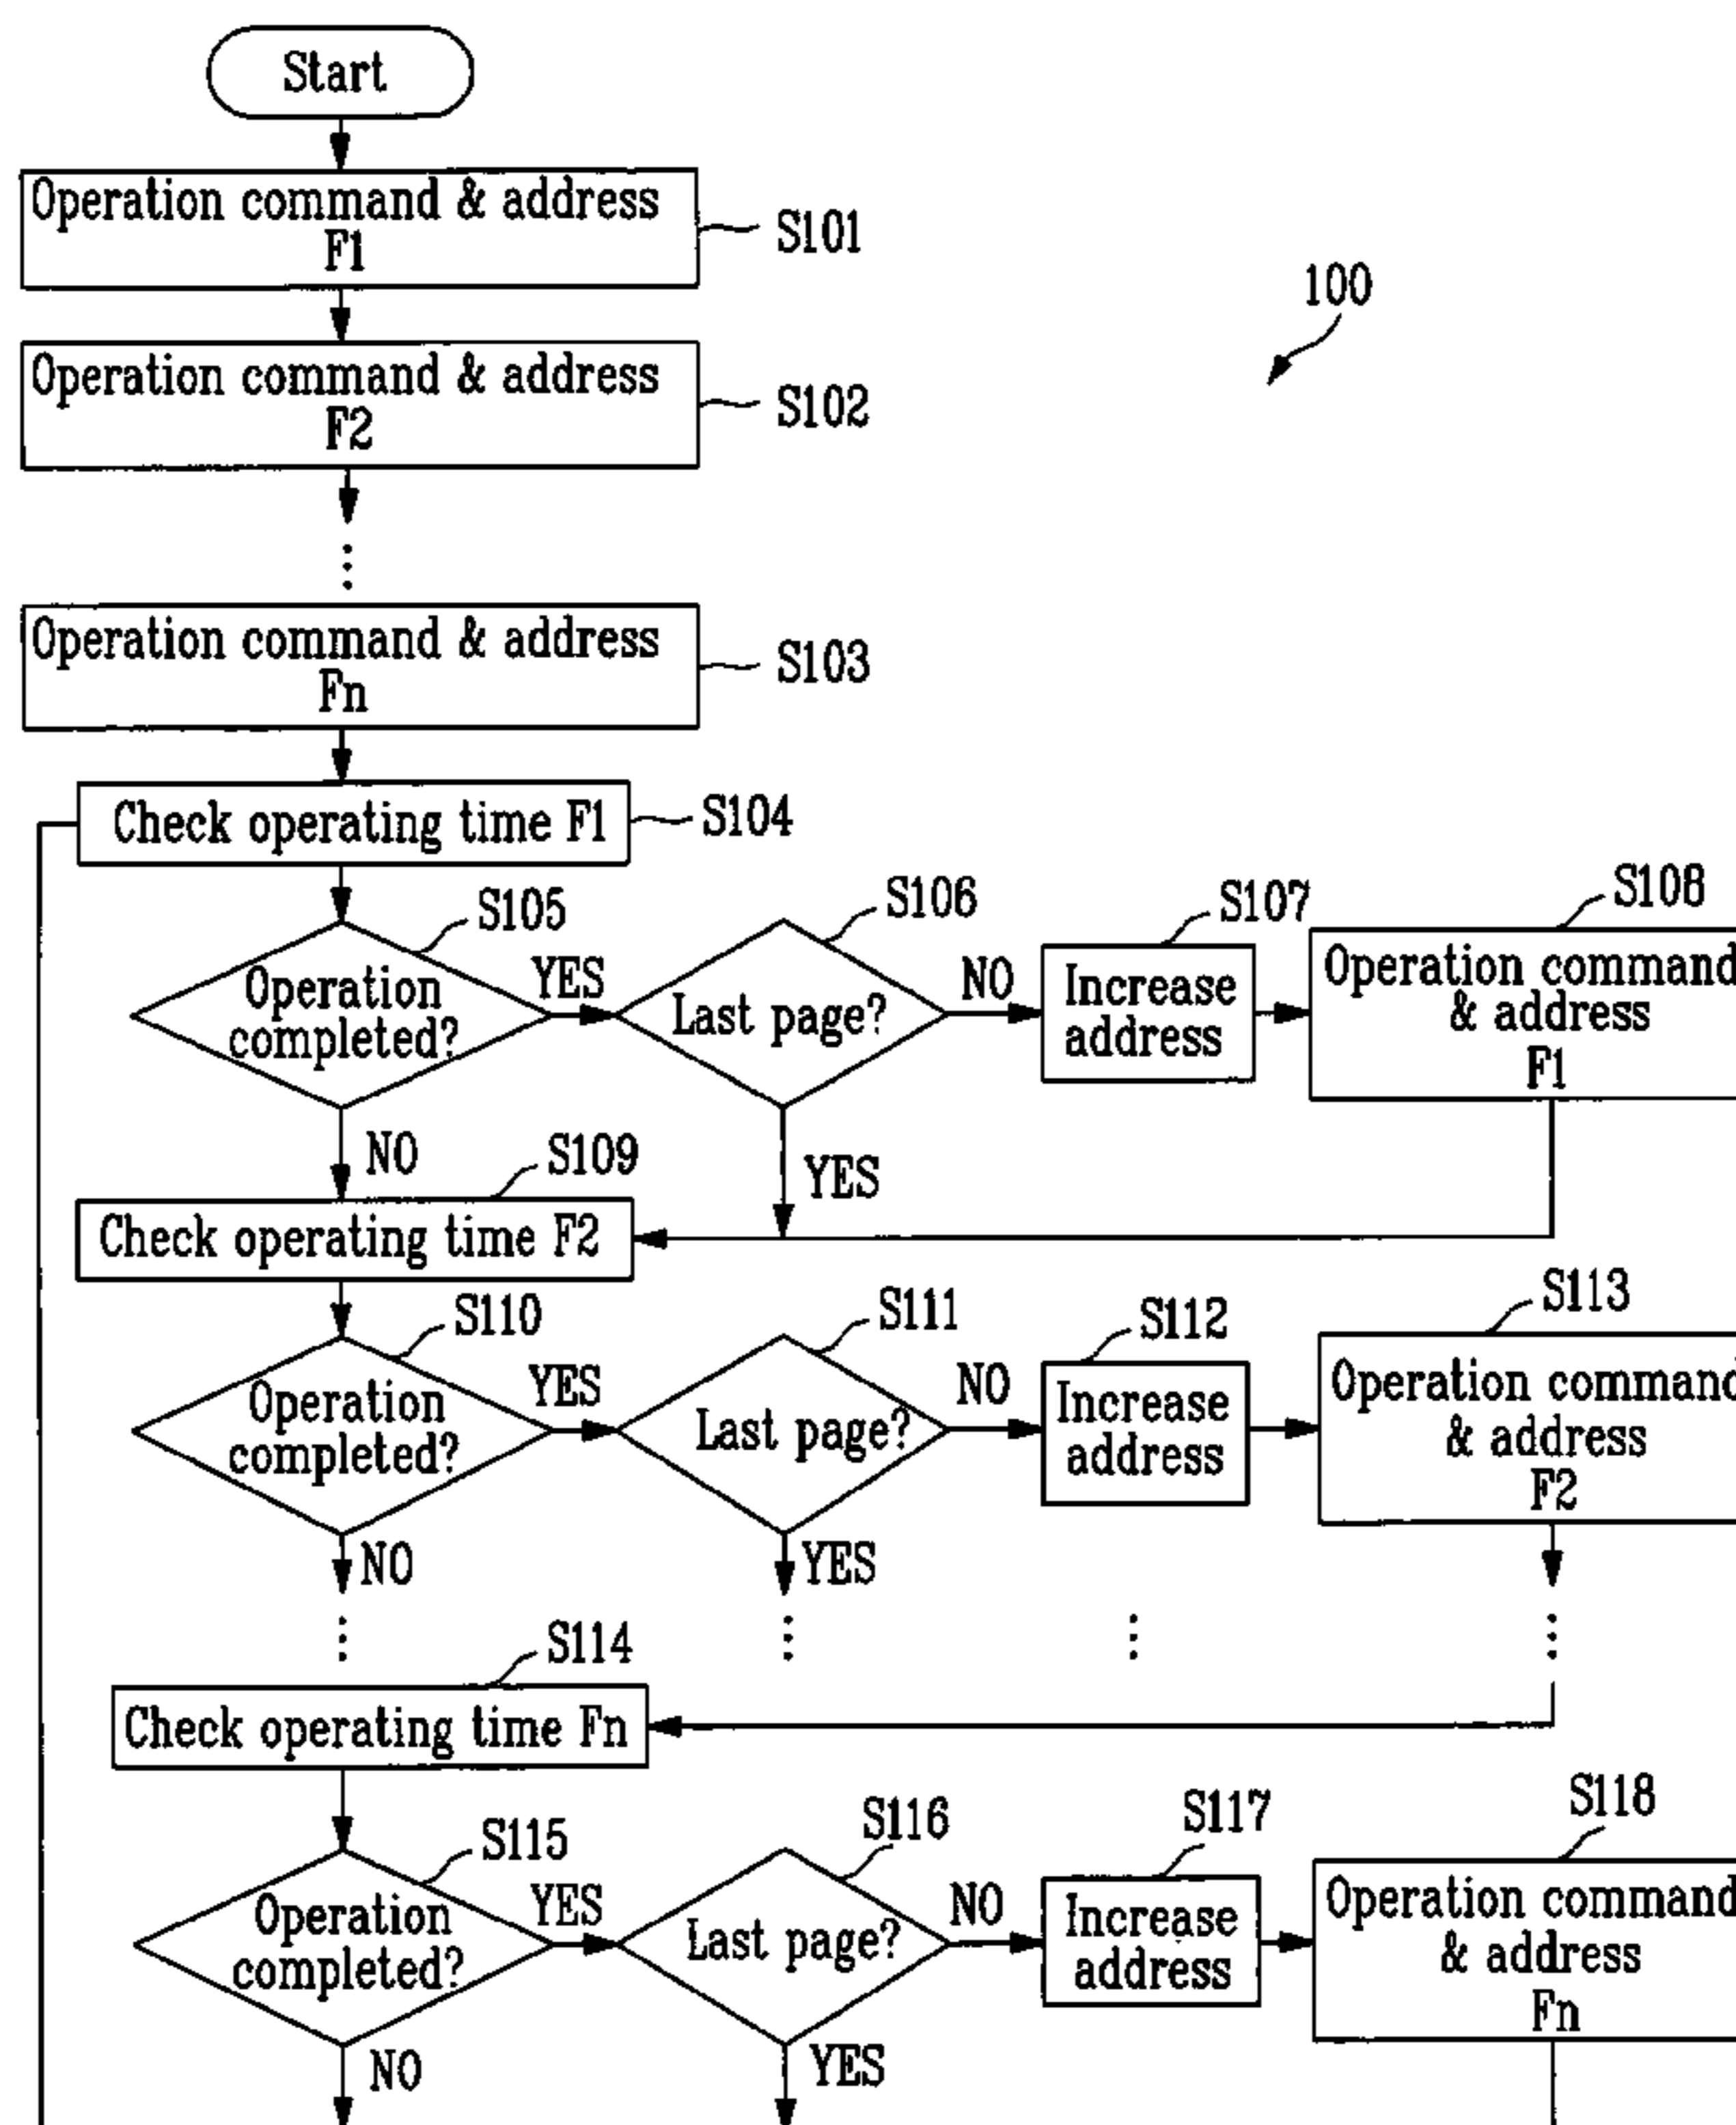 Start
Operation command & address
F1
S101
100
Operation command & address
F2
S102
Operation command & address
Fn
S103
Check operating time F1
S104
S105
S106
S107
S108
Operation
completed?
YES
Last page?
NO
Increase
address
Operation command
& address
F1
NO
S109
YES
Check operating time F2
S110
S111
S112
S113
Operation
completed?
YES
Last page?
NO
Increase
address
Operation command
& address
F2
NO
YES
S114
Check operating time Fn
S115
S116
S117
S118
Operation
completed?
YES
Last page?
NO
Increase
address
Operation command
& address
Fn
NO
YES